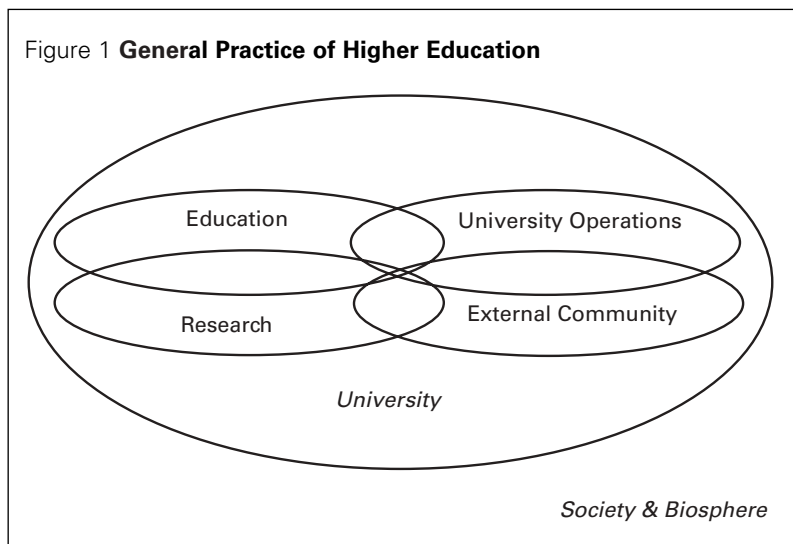 Figure 1 General Practice of Higher Education
Education
University Operations
Research
External Community
University
Society & Biosphere